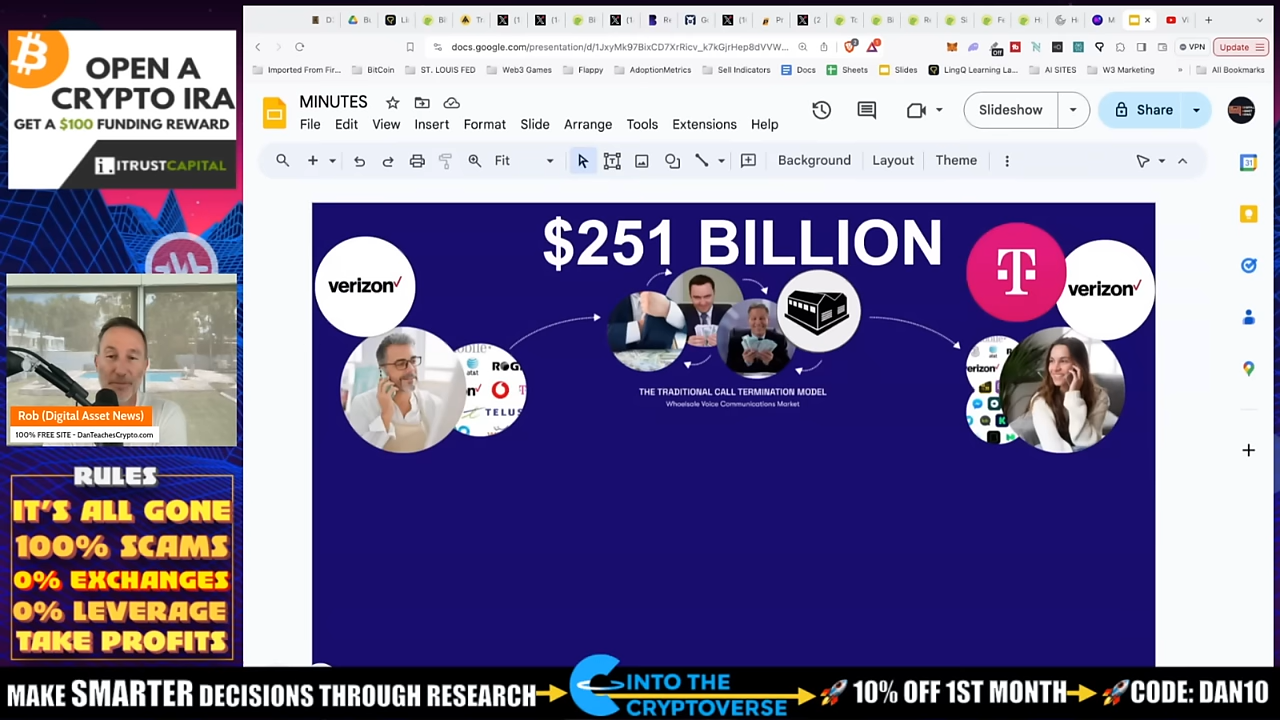 OPEN A
CRYPTO IRA
GET A $100 FUNDING REWARD
ITRUSTCAPITAL
Rob (Digital Asset News)
100% FREE SITE - DanTeachesCrypto.com
RULES
IT'S ALL GONE
100% SCAMS
0% EXCHANGES
0% LEVERAGE
TAKE PROFITS
docs.google.com/presentation/d/1JxyMk97BixCD7XrRicv_k7kGjrHep8dVVW...
VPN
Update
Imported From Fir...
BitCoin
ST. LOUIS FED
Web3 Games
Flappy
AdoptionMetrics
Sell Indicators
Docs
Sheets
Slides
LingQ Learning La...
AI SITES
W3 Marketing
All Bookmarks
MINUTES
File Edit View Insert Format Slide Arrange Tools Extensions Help
Slideshow
Share
Fit
Background
Layout
Theme
31
$251 BILLION
verizon
T
verizon
at&t
TELUS
THE TRADITIONAL CALL TERMINATION MODEL
Wholesale Voice Communications Market
MAKE SMARTER DECISIONS THROUGH RESEARCH
INTO THE
CRYPTOVERSE
10% OFF 1ST MONTH
CODE: DAN10